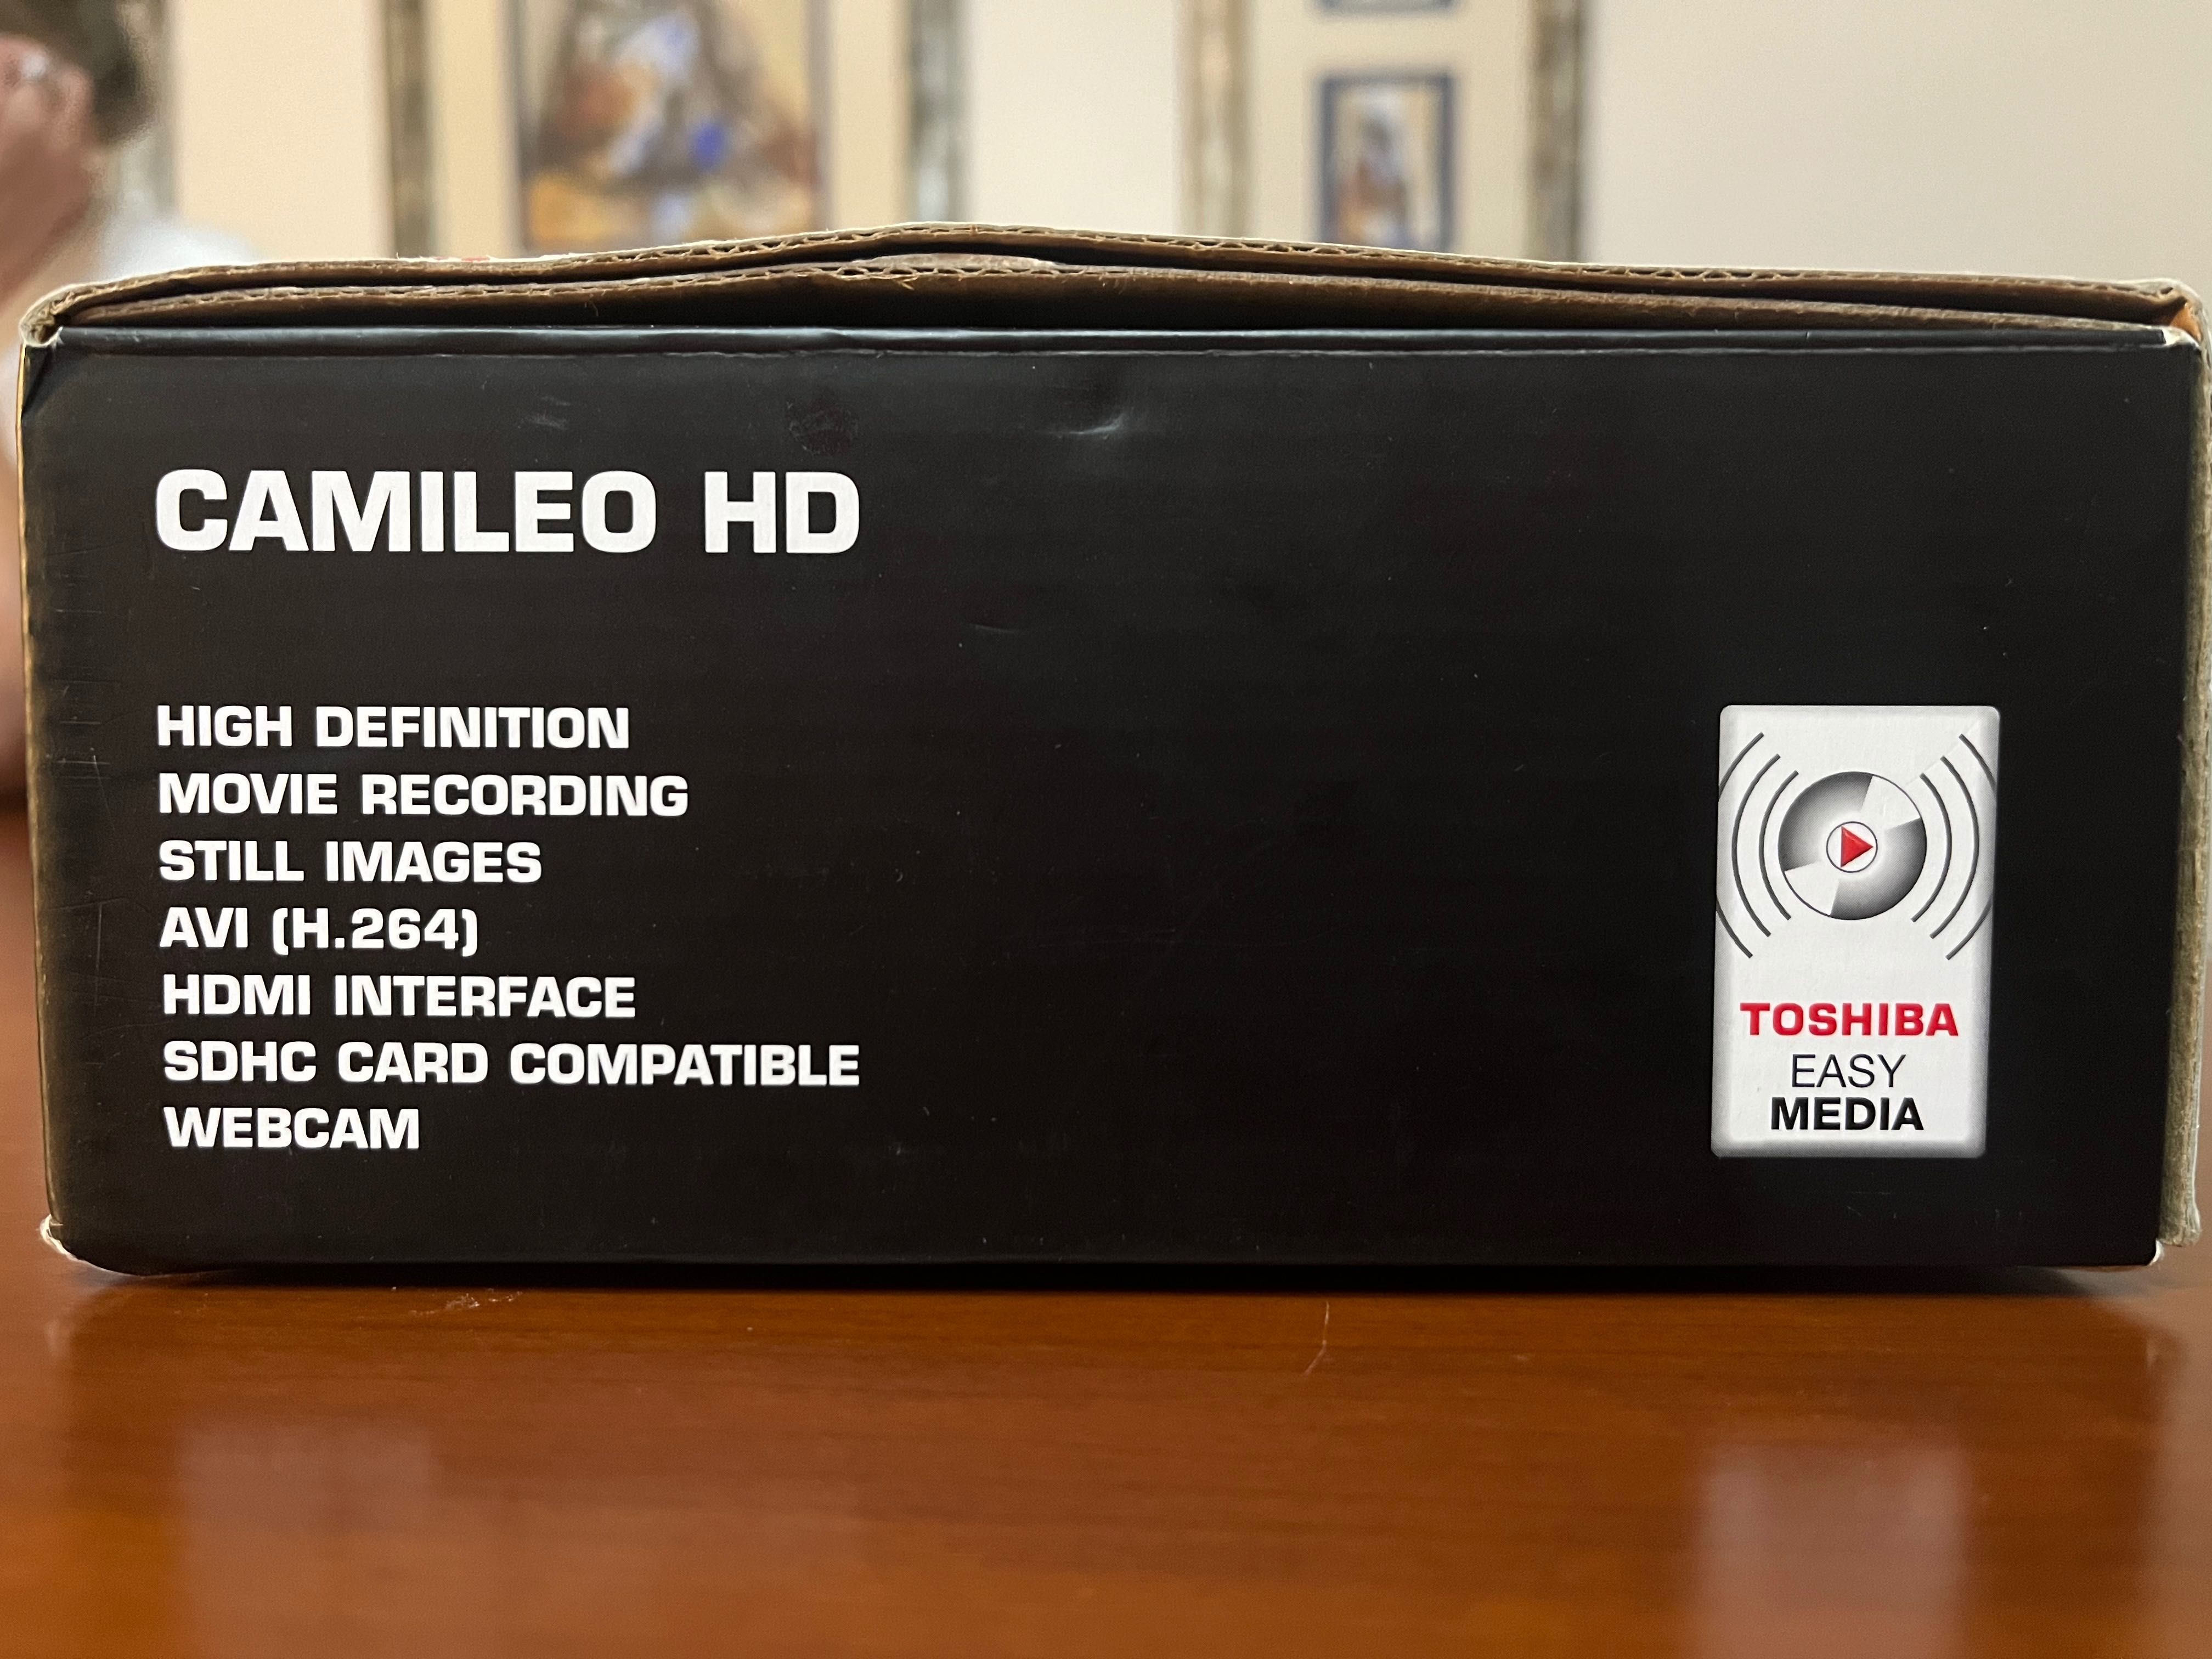 CAMILEO HD
HIGH DEFINITION
MOVIE RECORDING
STILL IMAGES
AVI (H.264)
HDMI INTERFACE
SDHC CARD COMPATIBLE
WEBCAM
TOSHIBA
EASY
MEDIA